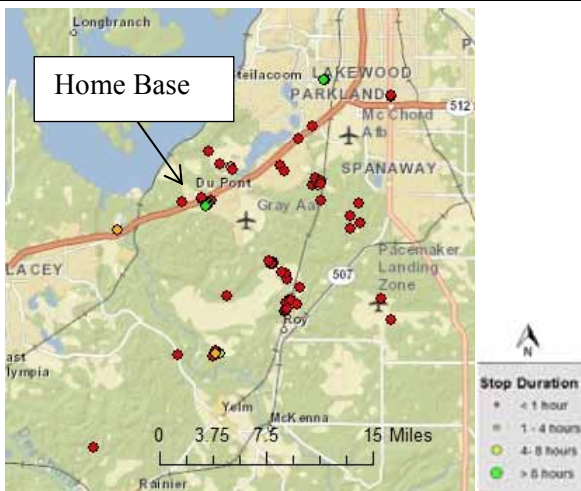 Longbranch
Home Base
teilacoom
LAKEWOOD
PARKLAND
512
Mc Chord
Afb
SPANAWAY
Du Pont
Gray Aaf
LACEY
507
Pacemaker
Landing
Zone
Roy
ast
lympia
Yelm
McKenna
0 3.75 7.5 15 Miles
Rainier
N
Stop Duration
< 1 hour
1 - 4 hours
4- 8 hours
> 8 hours